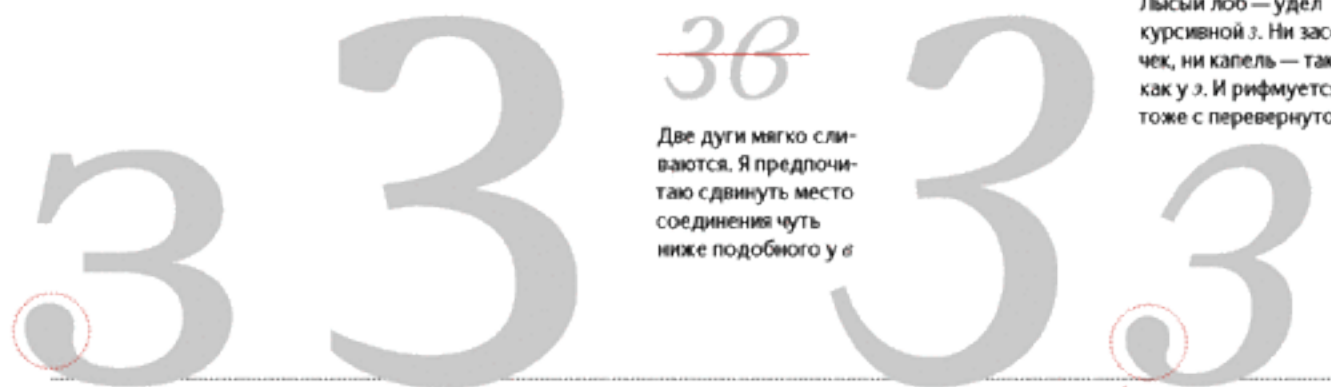 з З Зв З з
Две дуги мягко сли-
ваются. Я предпочи-
таю сдвинуть место
соединения чуть
ниже подобного у в
Лысый лоб — удел
курсивной з. Ни
чек, ни капель —
как у э. И рифмуется
тоже с